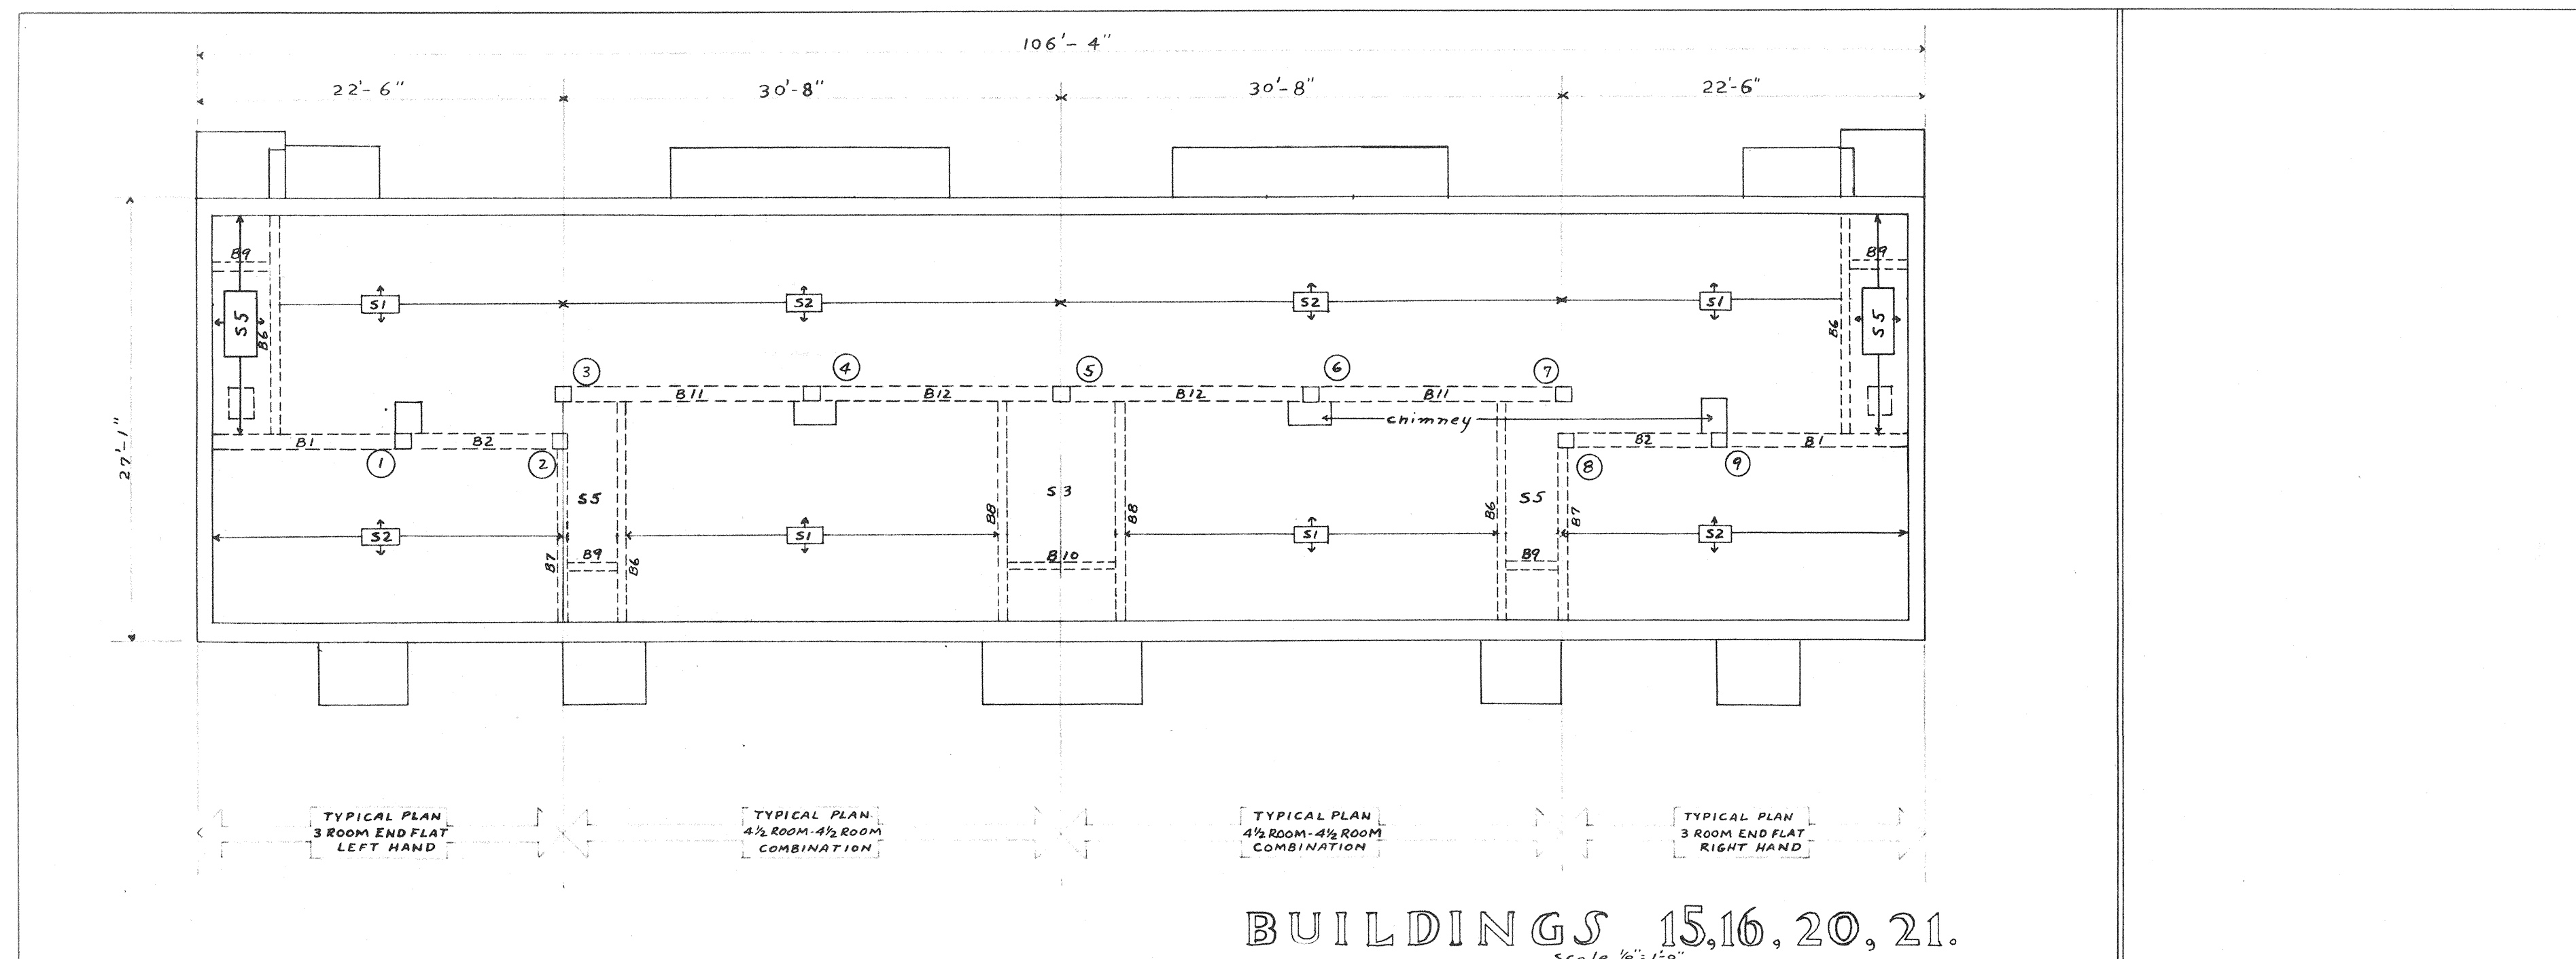 106'- 4"
22'- 6"
30'-8"
30'-8"
22'-6"
B9
B9
S1
S2
S2
S1
S5
B6
B6
S5
3
4
5
6
7
B11
B12
B12
B11
chimney
27'-1"
B1
B2
B2
B1
1
2
8
9
S5
S3
S5
B8
B8
B6
B7
S2
S1
S1
S2
B7
B9
B6
B10
B9
TYPICAL PLAN
3 ROOM END FLAT
LEFT HAND
TYPICAL PLAN
4½ ROOM-4½ ROOM
COMBINATION
TYPICAL PLAN
4½ ROOM-4½ ROOM
COMBINATION
TYPICAL PLAN
3 ROOM END FLAT
RIGHT HAND
BUILDINGS 15,16, 20, 21.